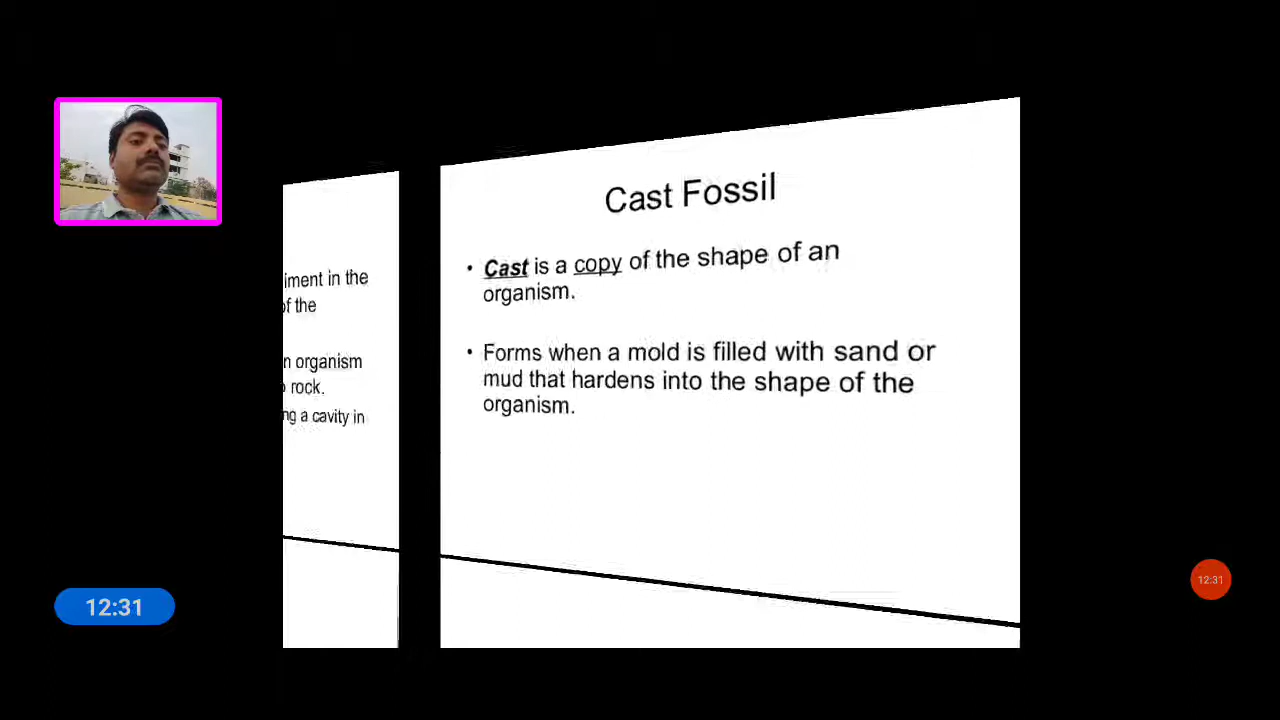 iment in the
of the
n organism
rock.
ng a cavity in
Cast Fossil
• Cast is a copy of the shape of an
organism.
• Forms when a mold is filled with sand or
mud that hardens into the shape of the
organism.
12:31
12:31